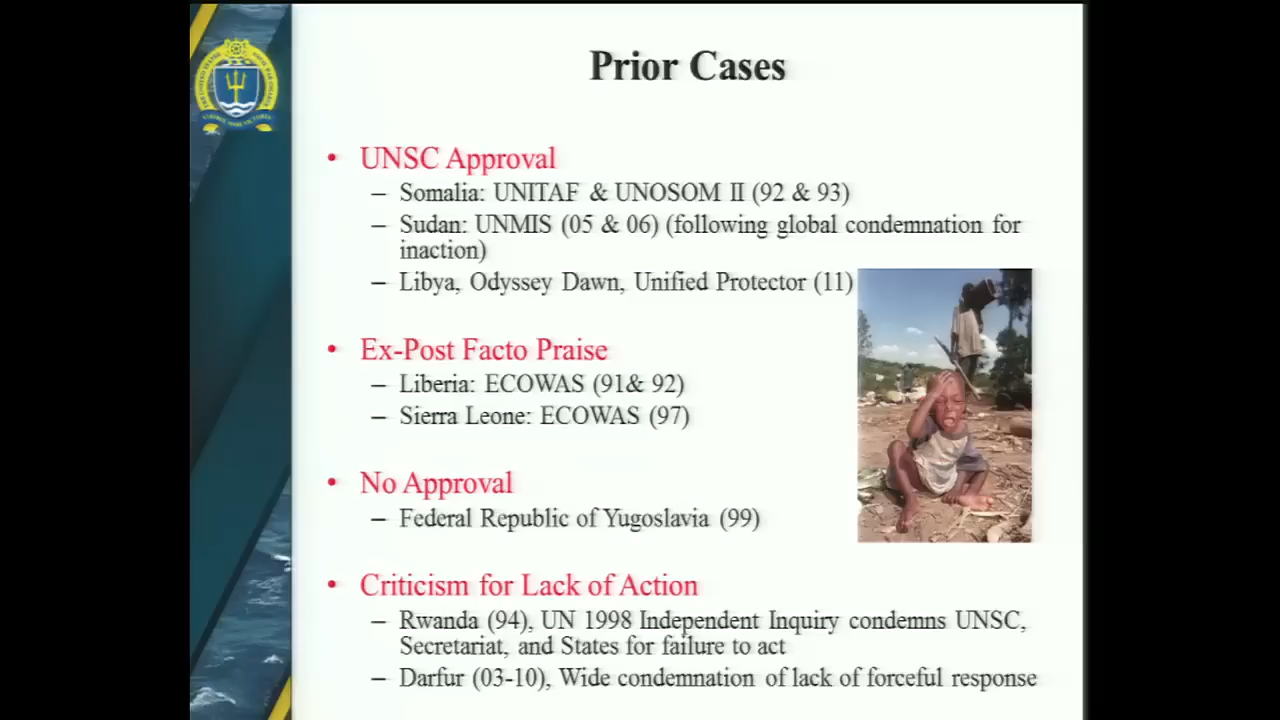 Prior Cases
• UNSC Approval
– Somalia: UNITAF & UNOSOM II (92 & 93)
– Sudan: UNMIS (05 & 06) (following global condemnation for
inaction)
– Libya, Odyssey Dawn, Unified Protector (11)
• Ex-Post Facto Praise
– Liberia: ECOWAS (91& 92)
– Sierra Leone: ECOWAS (97)
• No Approval
– Federal Republic of Yugoslavia (99)
• Criticism for Lack of Action
– Rwanda (94), UN 1998 Independent Inquiry condemns UNSC,
Secretariat, and States for failure to act
– Darfur (03-10), Wide condemnation of lack of forceful response